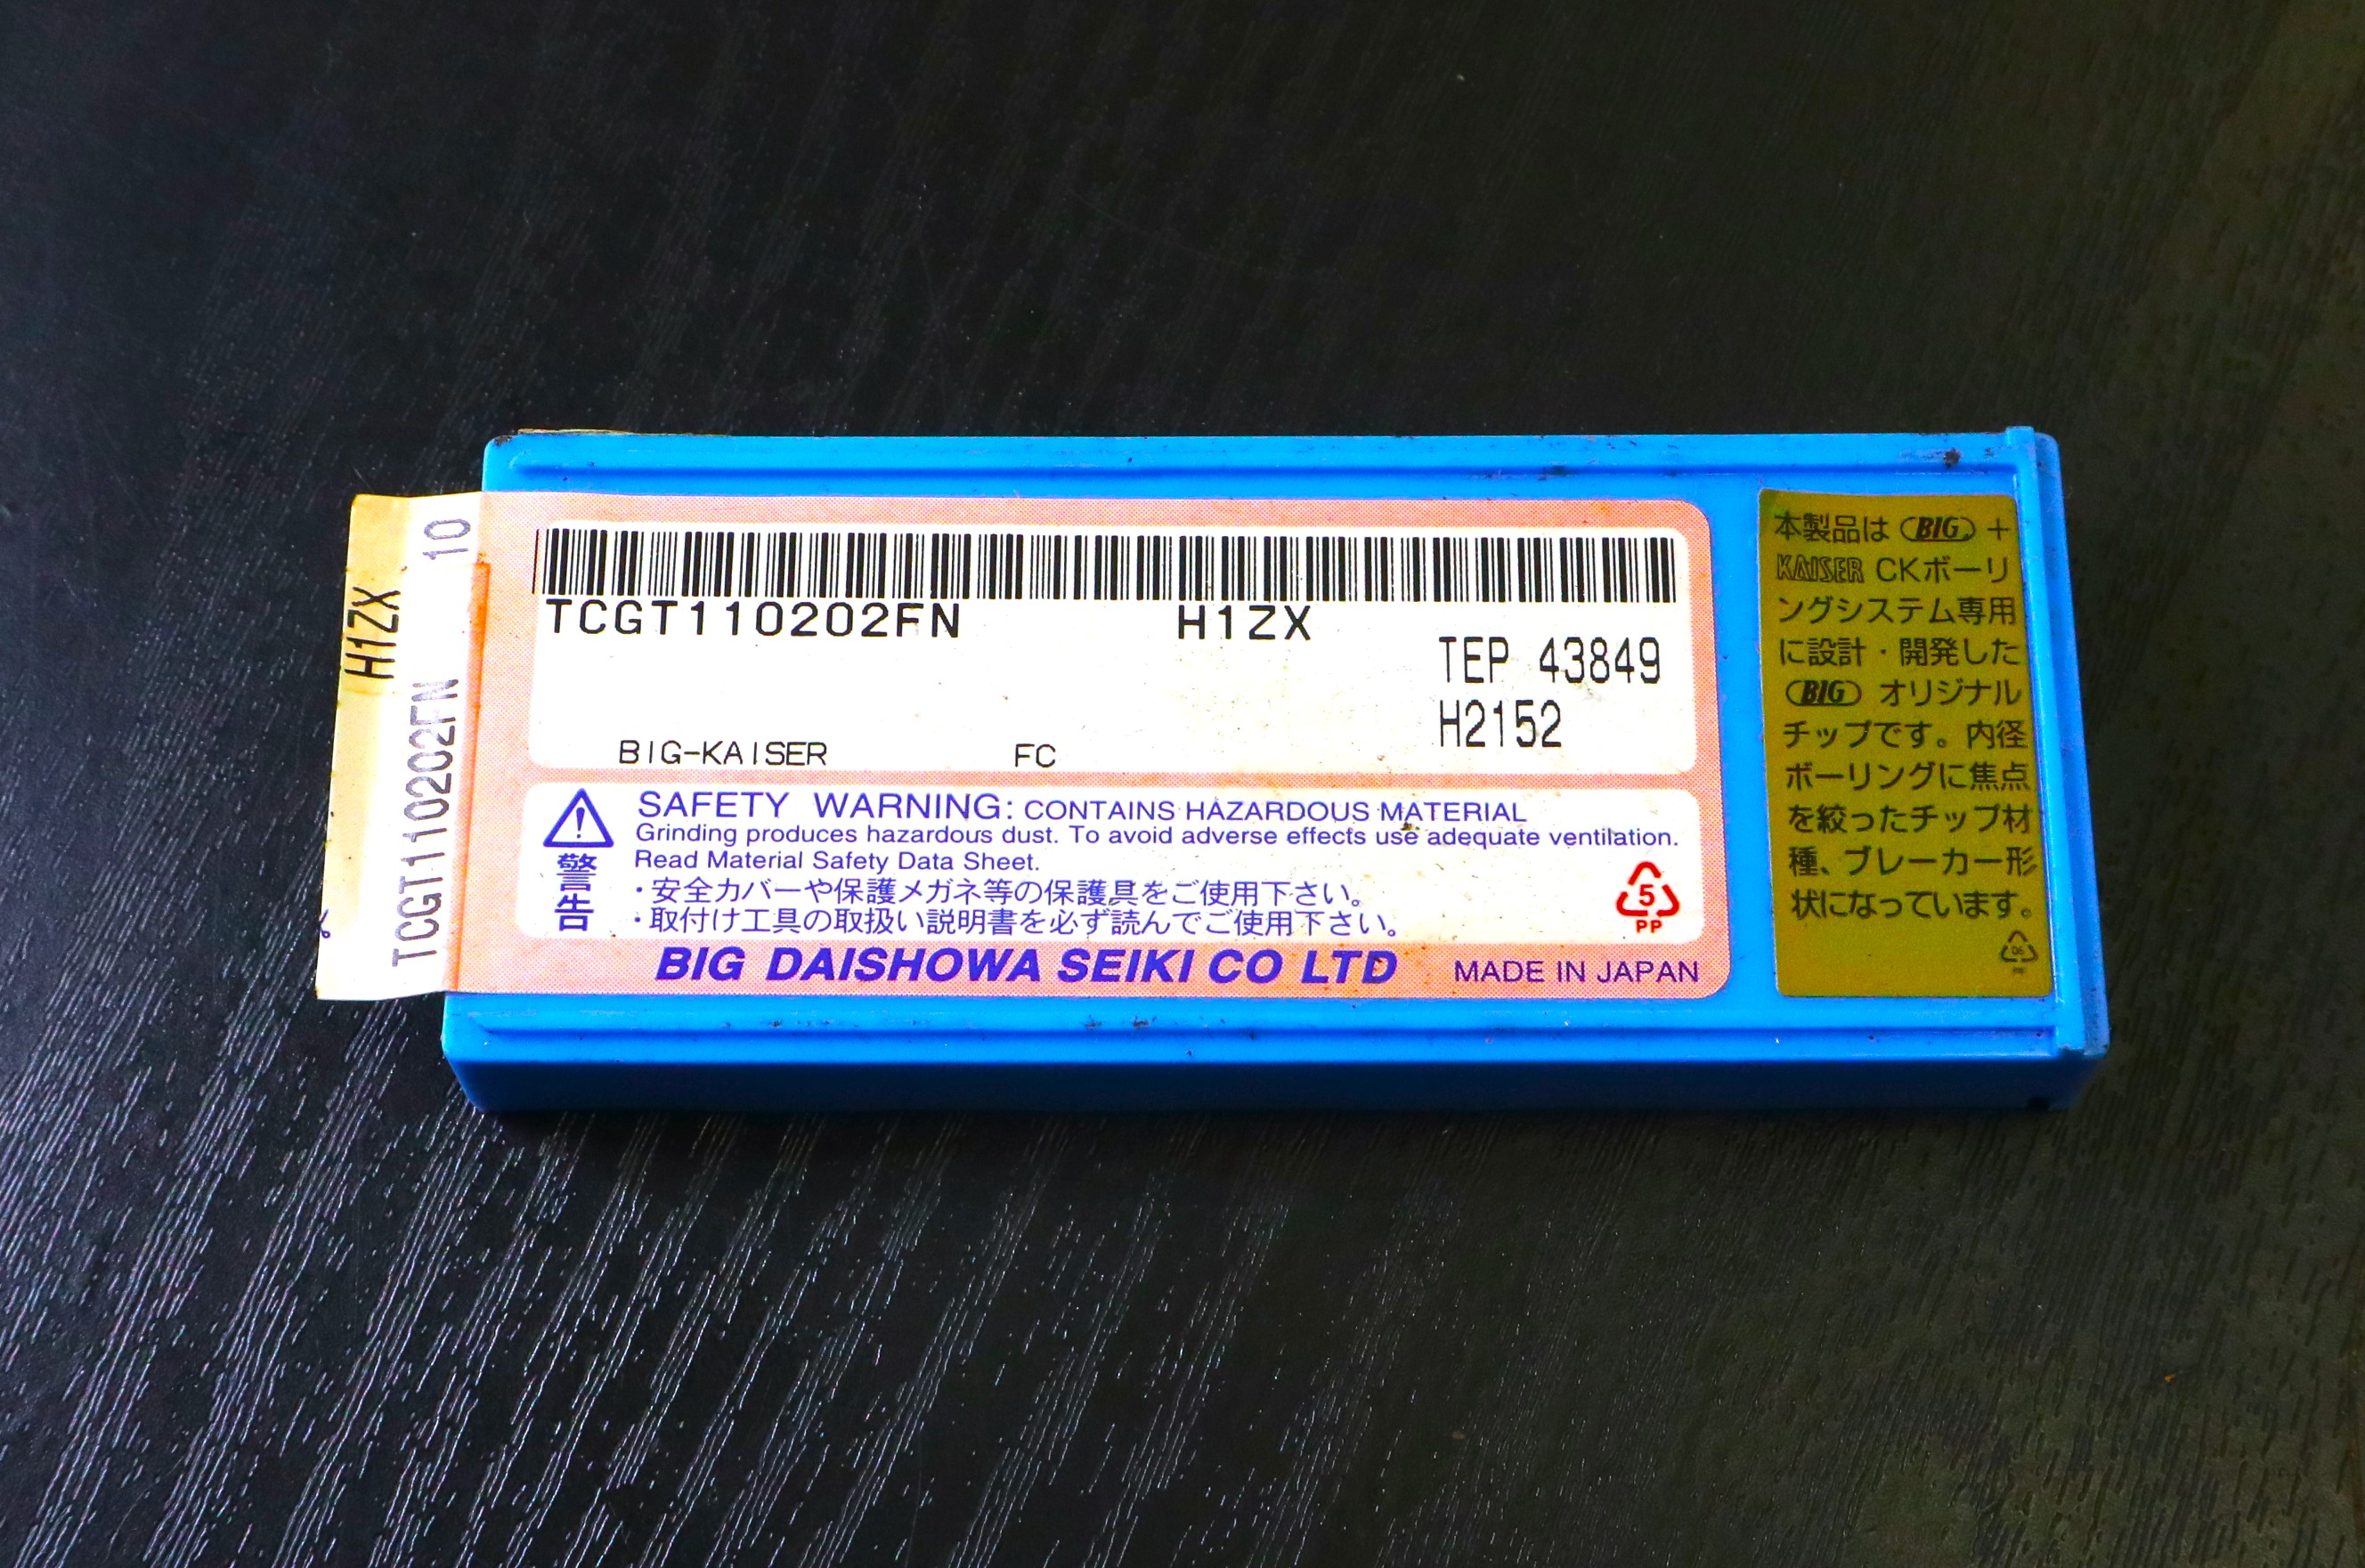 H1ZX
TCGT110202FN 10
TCGT110202FN H1ZX
TEP 43849
H2152
BIG-KAISER FC
SAFETY WARNING: CONTAINS HAZARDOUS MATERIAL
Grinding produces hazardous dust. To avoid adverse effects use adequate ventilation.
Read Material Safety Data Sheet.
警告
・安全カバーや保護メガネ等の保護具をご使用下さい。
・取付け工具の取扱い説明書を必ず読んでご使用下さい。
5
PP
BIG DAISHOWA SEIKI CO LTD MADE IN JAPAN
本製品は BIG +
KAISER CKボーリ
ングシステム専用
に設計・開発した
BIG オリジナル
チップです。内径
ボーリングに焦点
を絞ったチップ材
種、ブレーカー形
状になっています。